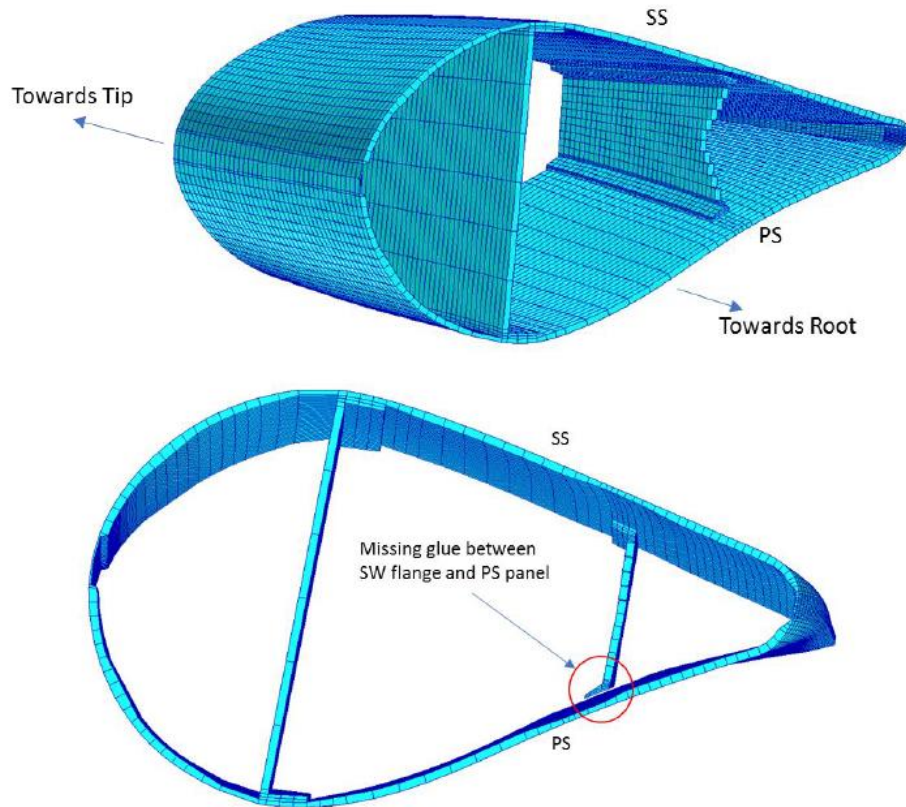 SS
Towards Tip
PS
Towards Root
SS
Missing glue between
SW flange and PS panel
PS